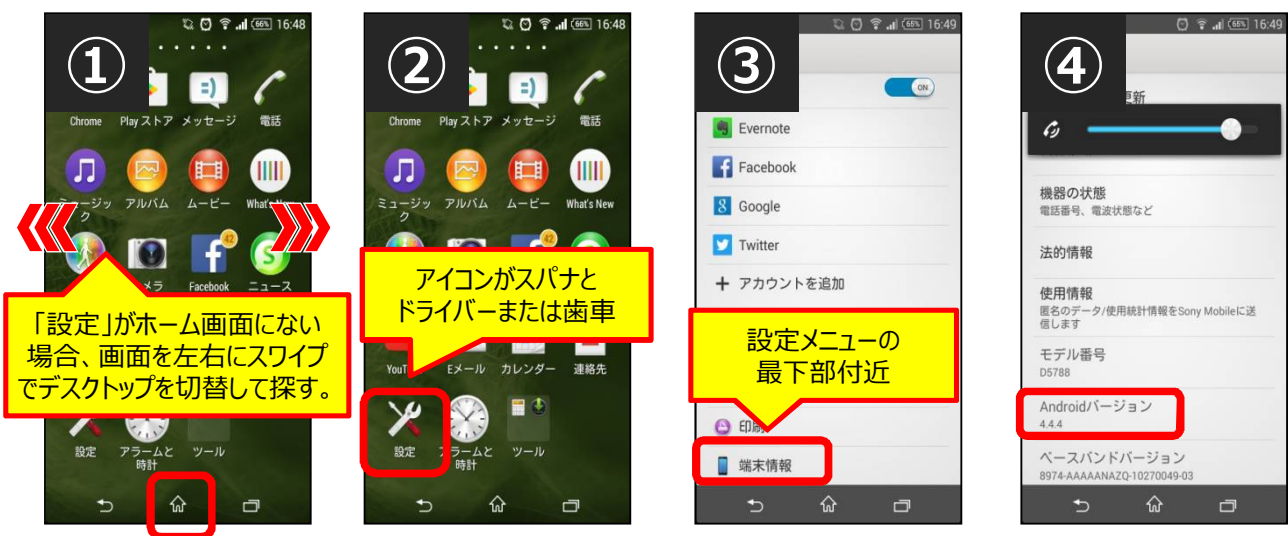 ①
66% 16:48
Chrome
Play ストア
メッセージ
電話
ミュージッ
ク
アルバム
ムービー
What's New
42
Facebook
ニュース
「設定」がホーム画面にない
場合、画面を左右にスワイプ
でデスクトップを切替して探す。
設定
アラームと
時計
ツール
②
66% 16:48
Chrome
Play ストア
メッセージ
電話
ミュージッ
ク
アルバム
ムービー
What's New
42
アイコンがスパナと
ドライバーまたは歯車
Eメール
カレンダー
連絡先
設定
アラームと
時計
ツール
③
65% 16:49
ON
Evernote
Facebook
Google
Twitter
アカウントを追加
設定メニューの
最下部付近
端末情報
④
65% 16:49
更新
機器の状態
電話番号、電波状態など
法的情報
使用情報
匿名のデータ/使用統計情報をSony Mobileに送
信します
モデル番号
D5788
Androidバージョン
4.4.4
ベースバンドバージョン
8974-AAAAANAZQ-10270049-03